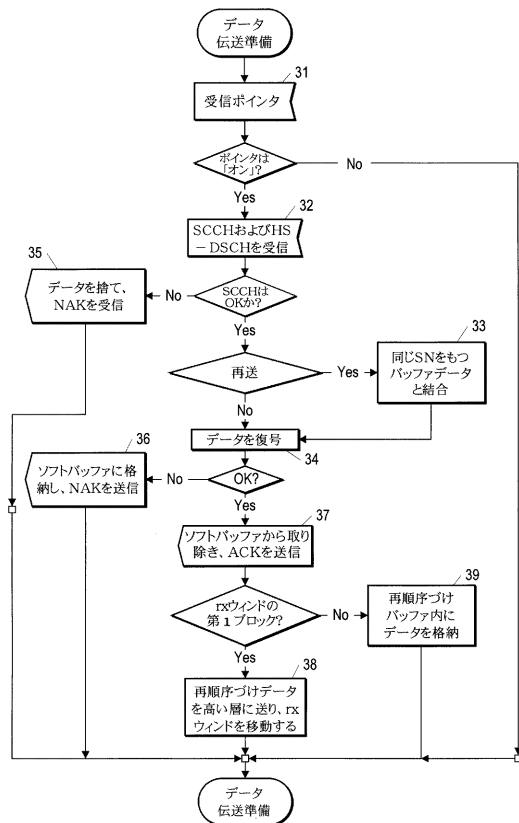 データ
伝送準備
31
受信ポインタ
ポインタは
「オン」?
No
Yes
32
SCCHおよびHS
-DSCHを受信
35
データを捨て、
NAKを受信
No
SCCHは
OKか?
Yes
33
再送
Yes
同じSNをもつ
バッファデータ
と結合
No
データを復号
34
36
ソフトバッファに格
納し、NAKを送信
No
OK?
Yes
37
ソフトバッファから取り
除き、ACKを送信
39
rxウィンドの
第1ブロック?
No
再順序づけ
バッファ内に
データを格納
Yes
38
再順序づけデータ
を高い層に送り、rx
ウィンドを移動する
データ
伝送準備